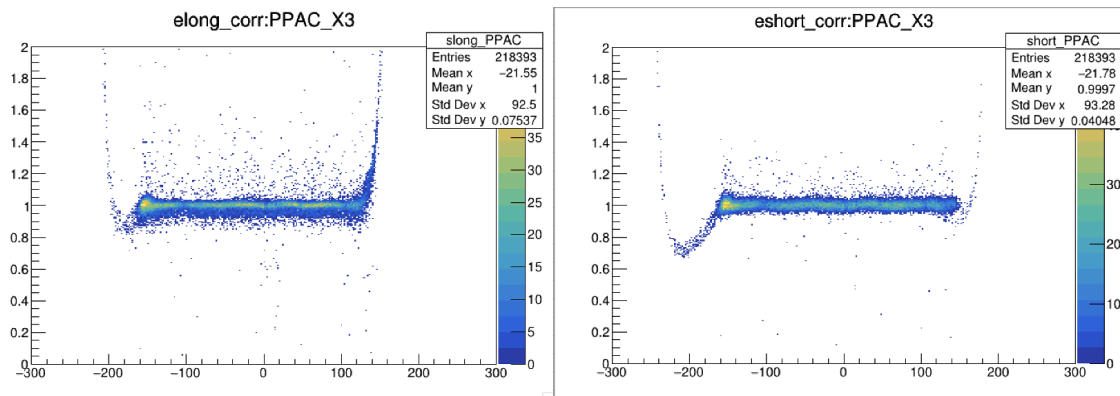 elong_corr:PPAC_X3
slong_PPAC
Entries 218393
Mean x −21.55
Mean y 1
Std Dev x 92.5
Std Dev y 0.07537
2
1.8
1.6
1.4
1.2
1
0.8
0.6
0.4
0.2
0
−300 −200 −100 0 100 200 300
35
30
25
20
15
10
5
0
eshort_corr:PPAC_X3
short_PPAC
Entries 218393
Mean x −21.78
Mean y 0.9997
Std Dev x 93.28
Std Dev y 0.04048
2
1.8
1.6
1.4
1.2
1
0.8
0.6
0.4
0.2
0
−300 −200 −100 0 100 200 300
30
20
10
0